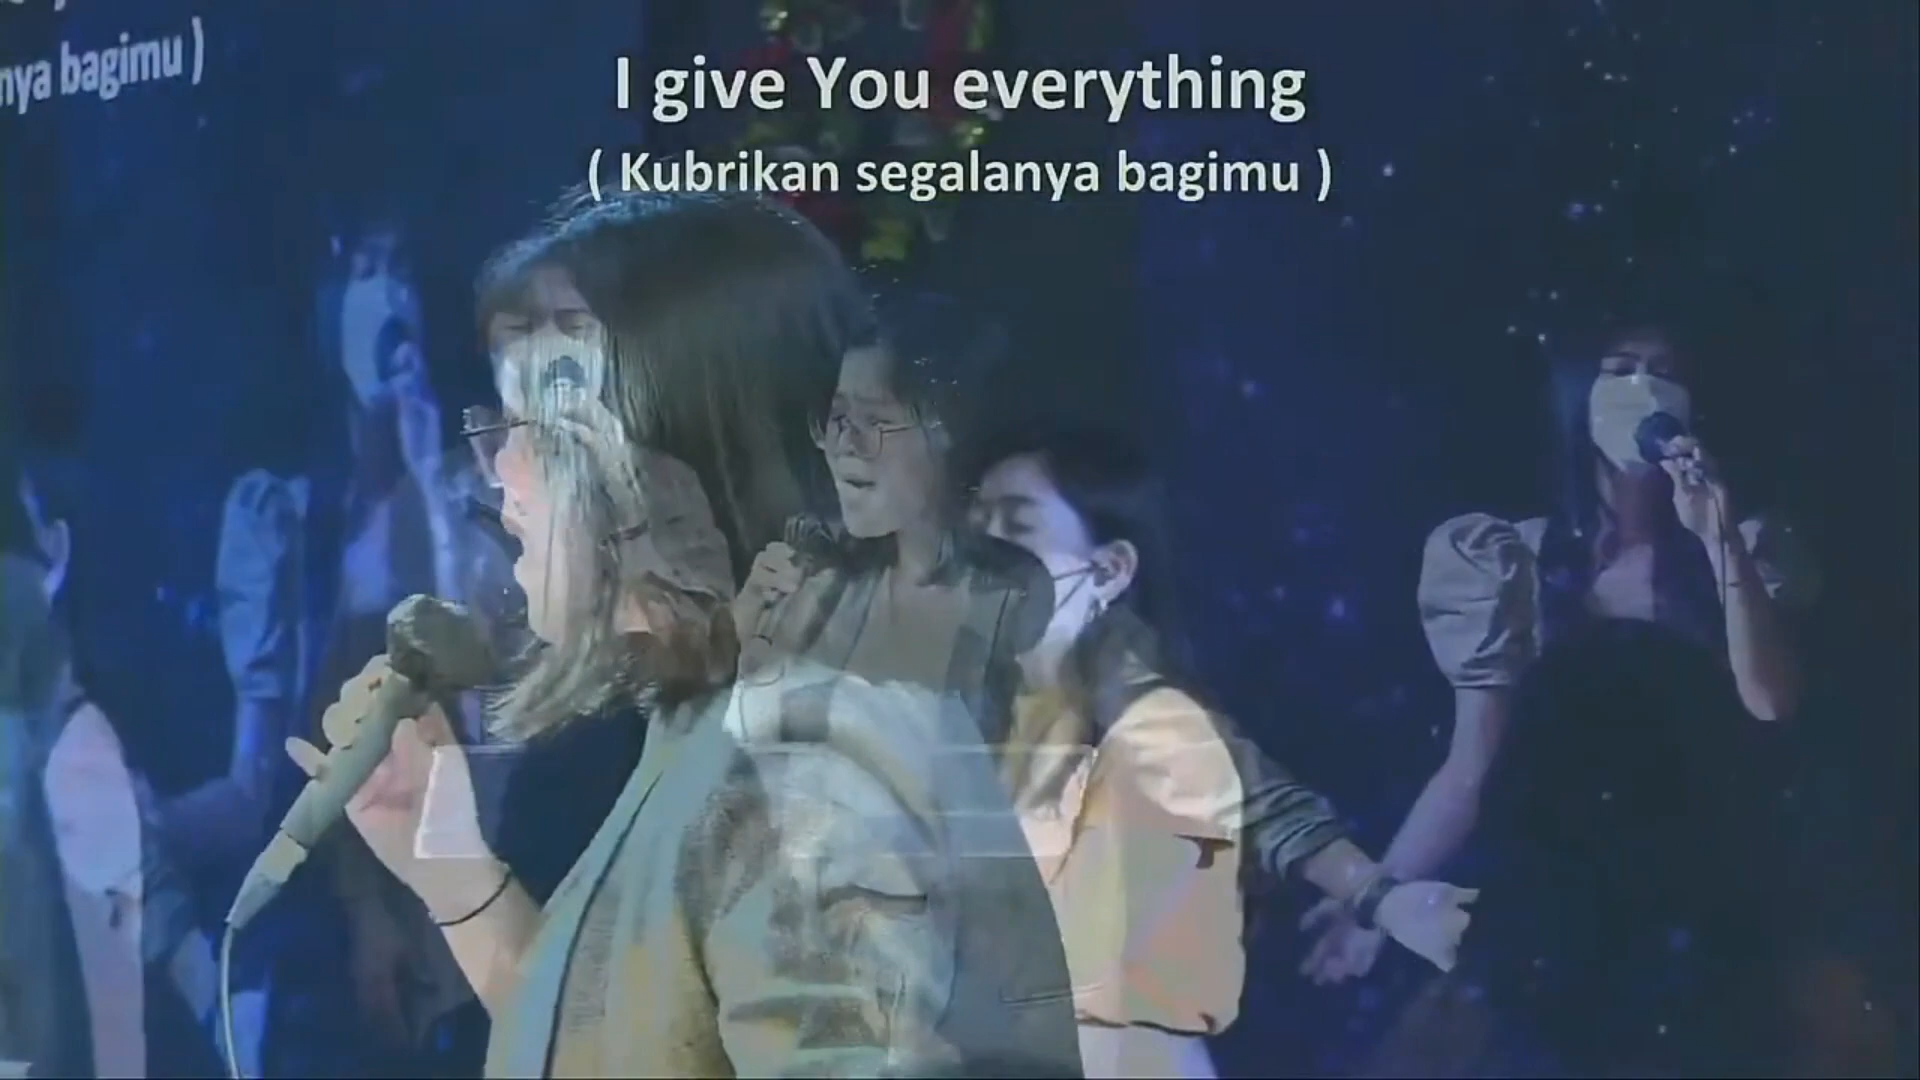 nya bagimu )
I give You everything
( Kubrikan segalanya bagimu )